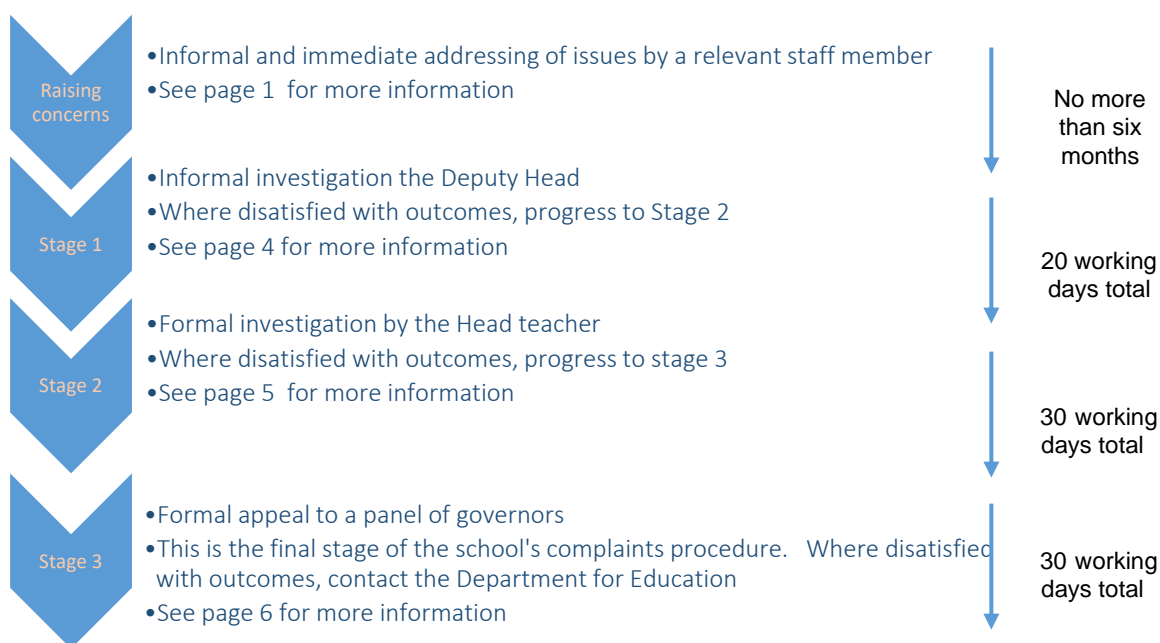 Raising
concerns
•Informal and immediate addressing of issues by a relevant staff member
•See page 1  for more information
No more
than six
months
Stage 1
•Informal investigation the Deputy Head
•Where disatisfied with outcomes, progress to Stage 2
•See page 4 for more information
20 working
days total
Stage 2
•Formal investigation by the Head teacher
•Where disatisfied with outcomes, progress to stage 3
•See page 5  for more information
30 working
days total
Stage 3
•Formal appeal to a panel of governors
•This is the final stage of the school's complaints procedure.   Where disatisfied
with outcomes, contact the Department for Education
•See page 6 for more information
30 working
days total